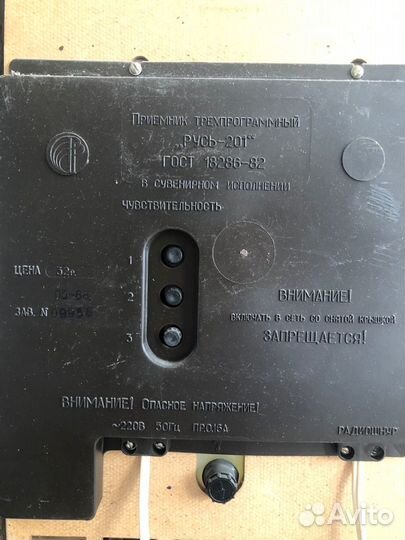 Приемник трехпрограммный
„РУСЬ-201"
ГОСТ 18286-82
в сувенирном исполнении
чувствительность
1
2
3
ЦЕНА 32р.
ЗАВ. N
ВНИМАНИЕ!
включать в сеть со снятой крышкой
ЗАПРЕЩАЕТСЯ!
ВНИМАНИЕ! Опасное напряжение!
~220В 50Гц ПР.0,16А
РАДИОШНУР
Avito